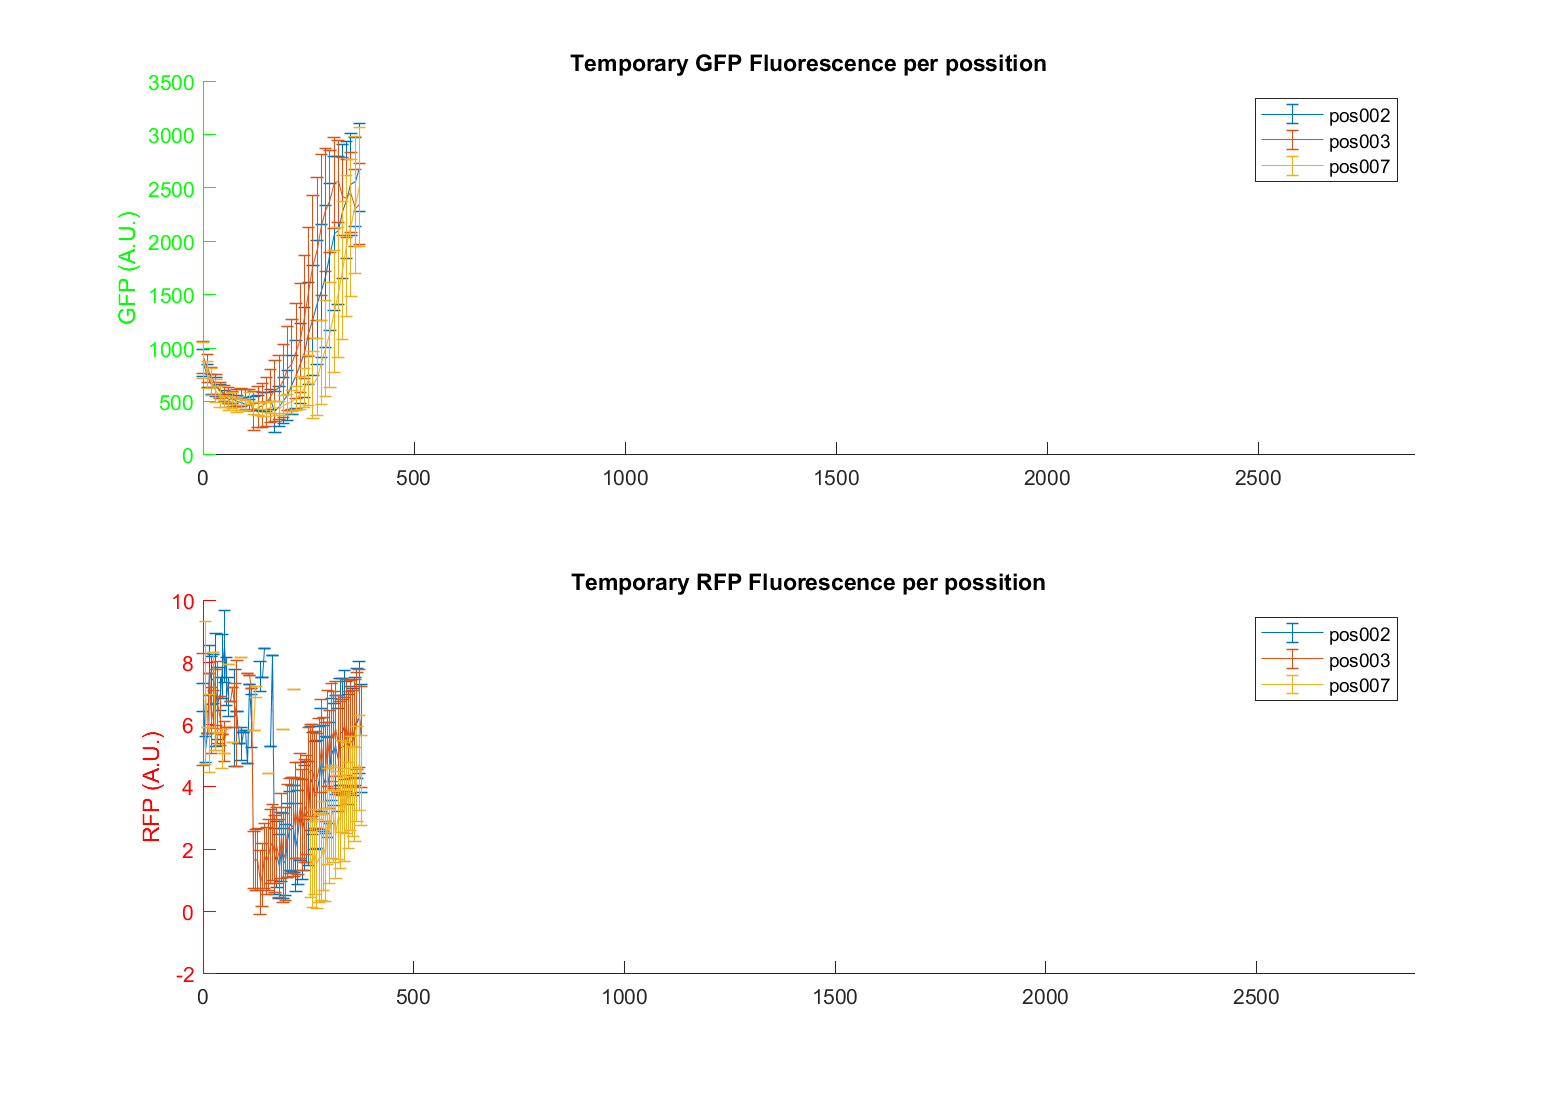 Temporary GFP Fluorescence per possition
3500
3000
2500
2000
1500
1000
500
0
GFP (A.U.)
pos002
pos003
pos007
0 500 1000 1500 2000 2500
Temporary RFP Fluorescence per possition
10
8
6
4
2
0
-2
RFP (A.U.)
pos002
pos003
pos007
0 500 1000 1500 2000 2500